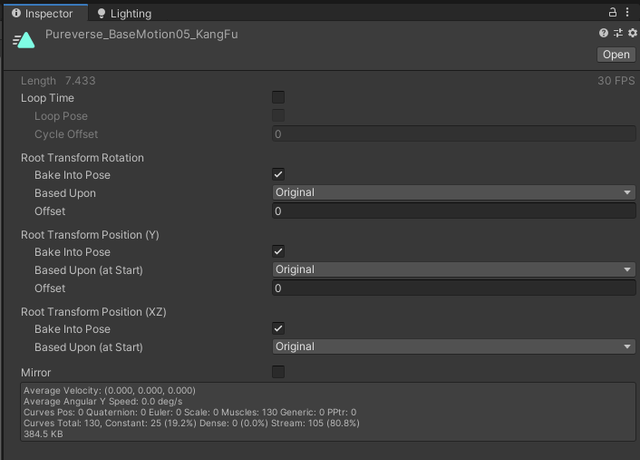 Inspector Lighting
Pureverse_BaseMotion05_KangFu
Open
Length 7.433 30 FPS
Loop Time
Loop Pose
Cycle Offset 0
Root Transform Rotation
Bake Into Pose
Based Upon Original
Offset 0
Root Transform Position (Y)
Bake Into Pose
Based Upon (at Start) Original
Offset 0
Root Transform Position (XZ)
Bake Into Pose
Based Upon (at Start) Original
Mirror
Average Velocity: (0.000, 0.000, 0.000)
Average Angular Y Speed: 0.0 deg/s
Curves Pos: 0 Quaternion: 0 Euler: 0 Scale: 0 Muscles: 130 Generic: 0 PPtr: 0
Curves Total: 130, Constant: 25 (19.2%) Dense: 0 (0.0%) Stream: 105 (80.8%)
384.5 KB